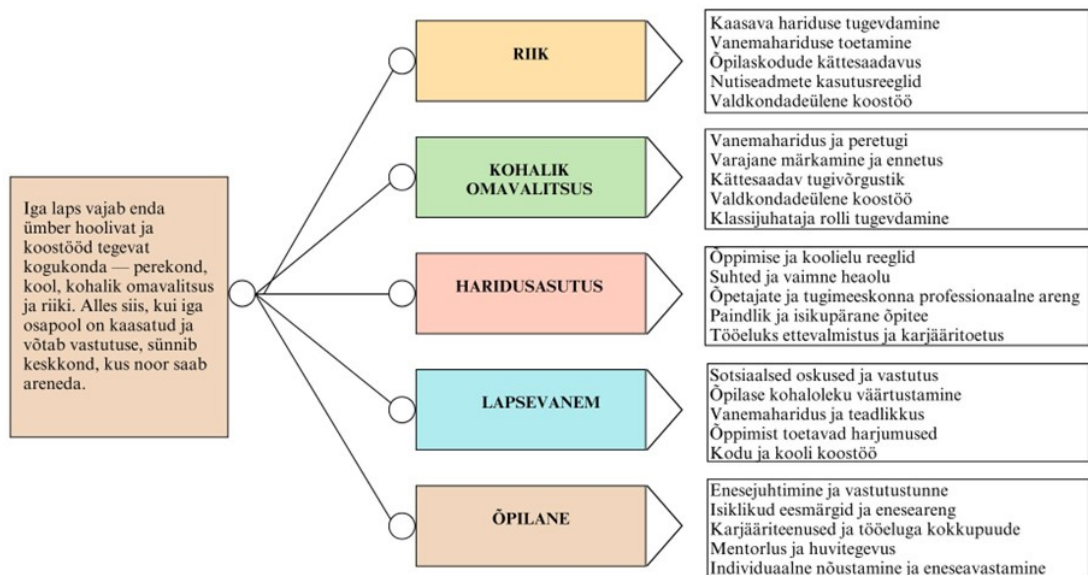 Iga laps vajab enda
ümber hoolivat ja
koostööd tegevat
kogukonda — perekond,
kool, kohalik omavalitsus
ja riiki. Alles siis, kui iga
osapool on kaasatud ja
võtab vastutuse, sünnib
keskkond, kus noor saab
areneda.
RIIK
Kaasava hariduse tugevdamine
Vanemahariduse toetamine
Õpilaskodude kättesaadavus
Nutiseadmete kasutusreeglid
Valdkondadeülene koostöö
KOHALIK
OMAVALITSUS
Vanemaharidus ja peretugi
Varajane märkamine ja ennetus
Kättesaadav tugivõrgustik
Valdkondadeülene koostöö
Klassijuhataja rolli tugevdamine
HARIDUSASUTUS
Õppimise ja koolielu reeglid
Suhted ja vaimne heaolu
Õpetajate ja tugimeeskonna professionaalne areng
Paindlik ja isikupärane õpitee
Tööeluks ettevalmistus ja karjääritoetus
LAPSEVANEM
Sotsiaalsed oskused ja vastutus
Õpilase kohaloleku väärtustamine
Vanemaharidus ja teadlikkus
Õppimist toetavad harjumused
Kodu ja kooli koostöö
ÕPILANE
Enesejuhtimine ja vastutustunne
Isiklikud eesmärgid ja eneseareng
Karjääriteenused ja tööeluga kokkupuude
Mentorlus ja huvitegevus
Individuaalne nõustamine ja eneseavastamine